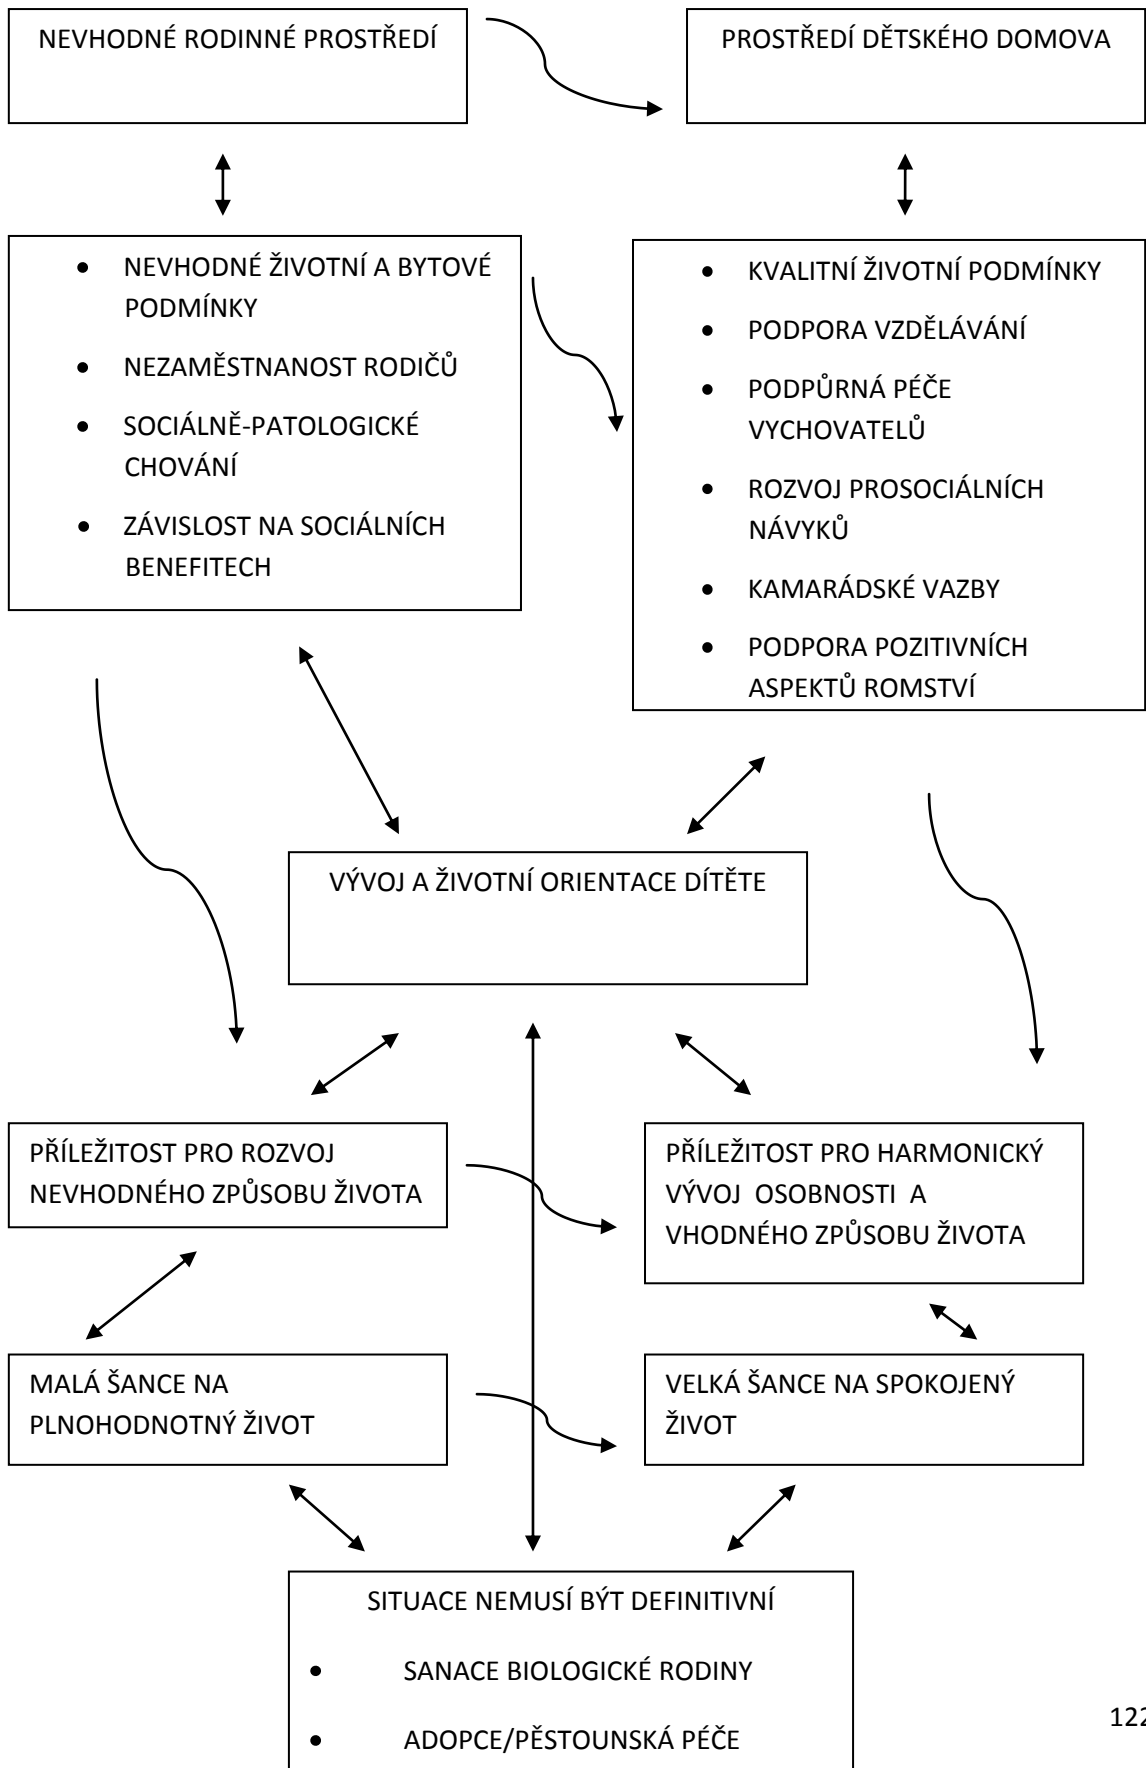 NEVHODNÉ RODINNÉ PROSTŘEDÍ
PROSTŘEDÍ DĚTSKÉHO DOMOVA
• NEVHODNÉ ŽIVOTNÍ A BYTOVÉ
PODMÍNKY
• NEZAMĚSTNANOST RODIČŮ
• SOCIÁLNĚ-PATOLOGICKÉ
CHOVÁNÍ
• ZÁVISLOST NA SOCIÁLNÍCH
BENEFITECH
• KVALITNÍ ŽIVOTNÍ PODMÍNKY
• PODPORA VZDĚLÁVÁNÍ
• PODPŮRNÁ PÉČE
VYCHOVATELŮ
• ROZVOJ PROSOCIÁLNÍCH
NÁVYKŮ
• KAMARÁDSKÉ VAZBY
• PODPORA POZITIVNÍCH
ASPEKTŮ ROMSTVÍ
VÝVOJ A ŽIVOTNÍ ORIENTACE DÍTĚTE
PŘÍLEŽITOST PRO ROZVOJ
NEVHODNÉHO ZPŮSOBU ŽIVOTA
PŘÍLEŽITOST PRO HARMONICKÝ
VÝVOJ OSOBNOSTI A
VHODNÉHO ZPŮSOBU ŽIVOTA
MALÁ ŠANCE NA
PLNOHODNOTNÝ ŽIVOT
VELKÁ ŠANCE NA SPOKOJENÝ
ŽIVOT
SITUACE NEMUSÍ BÝT DEFINITIVNÍ
• SANACE BIOLOGICKÉ RODINY
• ADOPCE/PĚSTOUNSKÁ PÉČE
122